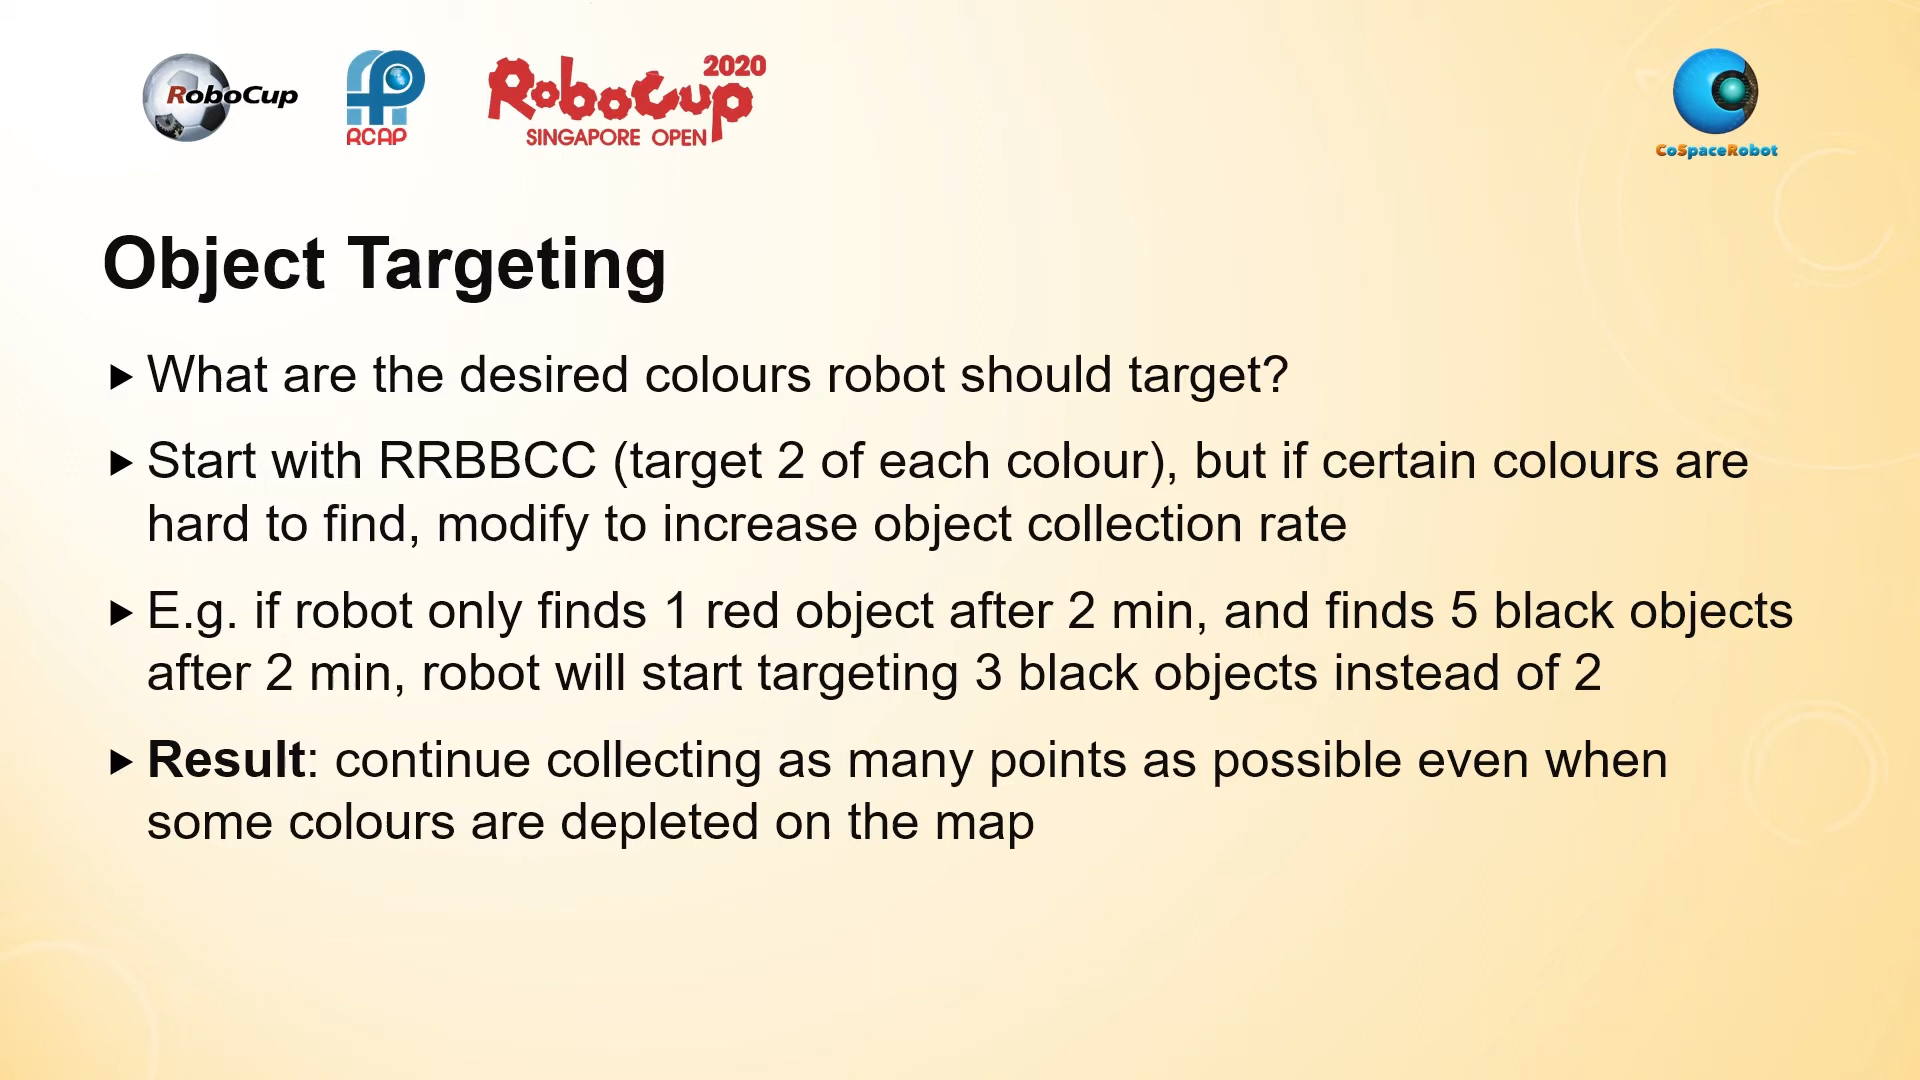 RoboCup
RCAP
RoboCup 2020
SINGAPORE OPEN
CoSpaceRobot
Object Targeting
What are the desired colours robot should target?
Start with RRBBCC (target 2 of each colour), but if certain colours are
hard to find, modify to increase object collection rate
E.g. if robot only finds 1 red object after 2 min, and finds 5 black objects
after 2 min, robot will start targeting 3 black objects instead of 2
Result: continue collecting as many points as possible even when
some colours are depleted on the map